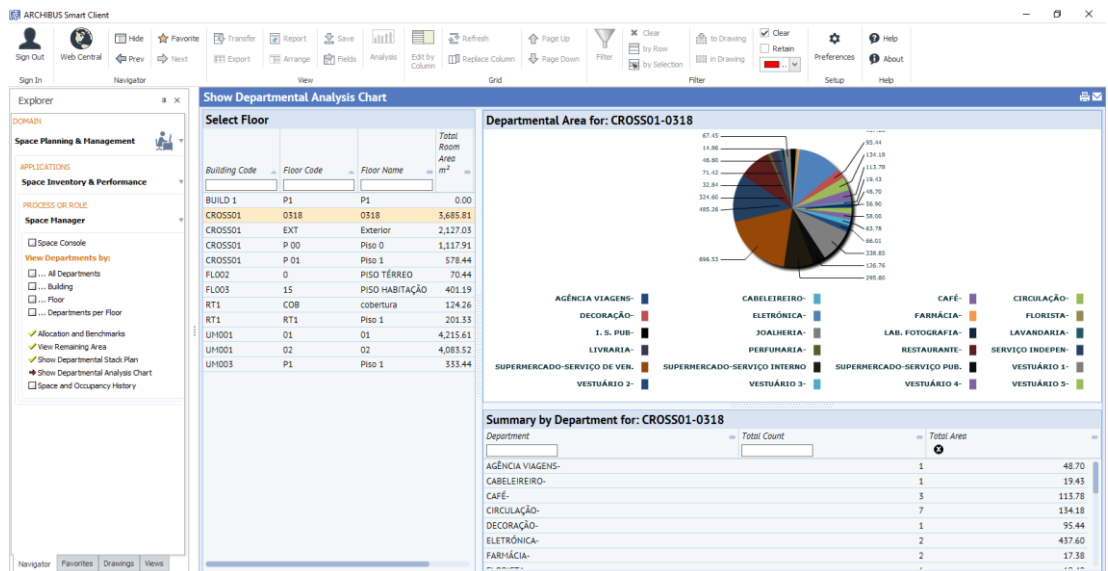 ARCHIBUS Smart Client
Hide Favorite Transfer Report Save Refresh Page Up Clear to Drawing Clear Help
Sign Out Web Central Prev Next Export Arrange Fields Analysis Edit by Column Replace Column Page Down Filter by Row by Selection in Drawing Retain Preferences About
Sign In Navigator View Grid Filter Setup Help
Explorer
DOMAIN
Space Planning & Management
APPLICATIONS
Space Inventory & Performance
PROCESS OR ROLE
Space Manager
Space Console
View Departments by:
... All Departments
... Building
... Floor
... Departments per Floor
Allocation and Benchmarks
View Remaining Area
Show Departmental Stack Plan
Show Departmental Analysis Chart
Space and Occupancy History
Navigator Favorites Drawings Views
Show Departmental Analysis Chart
Select Floor
Building Code Floor Code Floor Name Total Room Area m²
BUILD 1 P1 P1 0.00
CROSS01 0318 0318 3,685.81
CROSS01 EXT Exterior 2,127.03
CROSS01 P 00 Piso 0 1,117.91
CROSS01 P 01 Piso 1 578.44
FL002 0 PISO TÉRREO 70.44
FL003 15 PISO HABITAÇÃO 401.19
RT1 COB cobertura 124.26
RT1 RT1 Piso 1 201.33
UM001 01 01 4,215.61
UM001 02 02 4,083.52
UM003 P1 Piso 1 333.44
Departmental Area for: CROSS01-0318
67.45
14.86
46.60
71.42
32.84
324.60
485.26
696.53
95.44
134.18
113.78
19.43
48.70
56.90
58.00
63.78
66.01
338.85
126.76
295.60
AGÊNCIA VIAGENS- CABELEIREIRO- CAFÉ- CIRCULAÇÃO-
DECORAÇÃO- ELETRÓNICA- FARMÁCIA- FLORISTA-
I. S. PUB- JOALHERIA- LAB. FOTOGRAFIA- LAVANDARIA-
LIVRARIA- PERFUMARIA- RESTAURANTE- SERVIÇO INDEPEN-
SUPERMERCADO-SERVIÇO DE VEN. SUPERMERCADO-SERVIÇO INTERNO SUPERMERCADO-SERVIÇO PUB. VESTUÁRIO 1-
VESTUÁRIO 2- VESTUÁRIO 3- VESTUÁRIO 4- VESTUÁRIO 5-
Summary by Department for: CROSS01-0318
Department Total Count Total Area
AGÊNCIA VIAGENS- 1 48.70
CABELEIREIRO- 1 19.43
CAFÉ- 3 113.78
CIRCULAÇÃO- 7 134.18
DECORAÇÃO- 1 95.44
ELETRÓNICA- 2 437.60
FARMÁCIA- 2 17.38